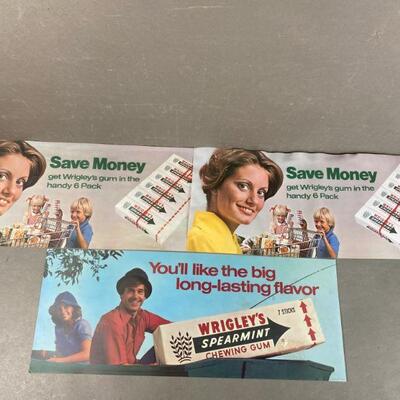 Save Money
get Wrigley's gum in the
handy 6 Pack
Save Money
get Wrigley's gum in the
handy 6 Pack
You'll like the big
long-lasting flavor
WRIGLEY'S
SPEARMINT
CHEWING GUM
7 STICKS